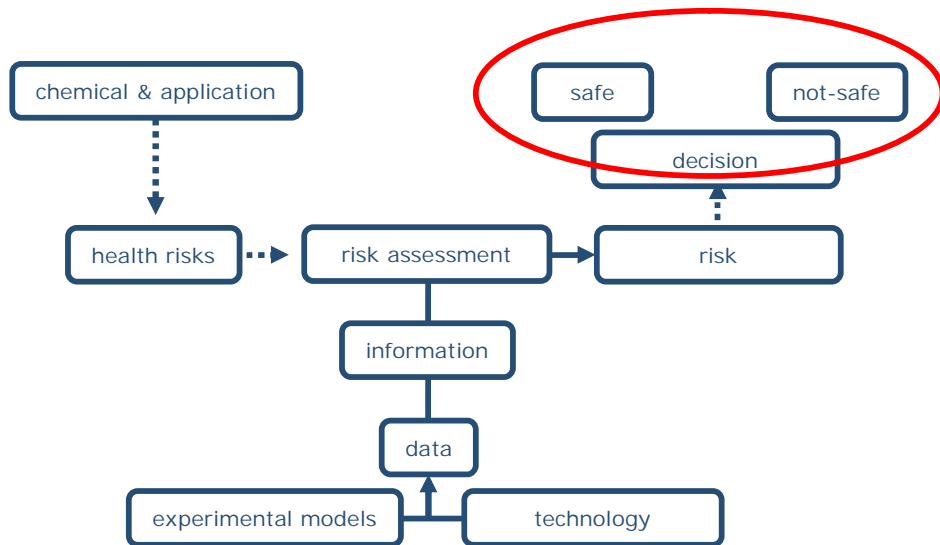 chemical & application
safe
not-safe
decision
health risks
risk assessment
risk
information
data
experimental models
technology